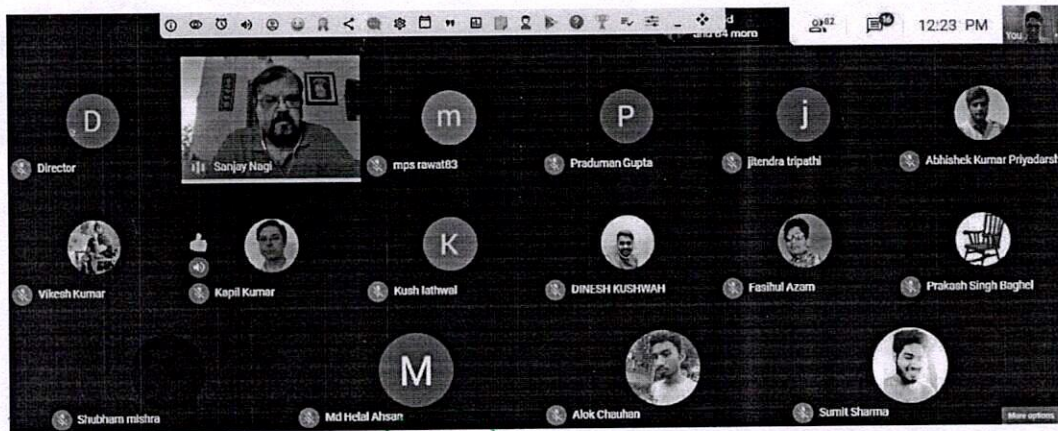 82
16
12:23 PM
and 64 more
You
D
m
P
j
Director
Sanjay Nagi
mps rawat83
Praduman Gupta
jitendra tripathi
Abhishek Kumar Priyadarsh
K
Vikesh Kumar
Kapil Kumar
Kush lathwal
DINESH KUSHWAH
Fasihul Azam
Prakash Singh Baghel
M
Shubham mishra
Md Helal Ahsan
Alok Chauhan
Sumit Sharma
More options